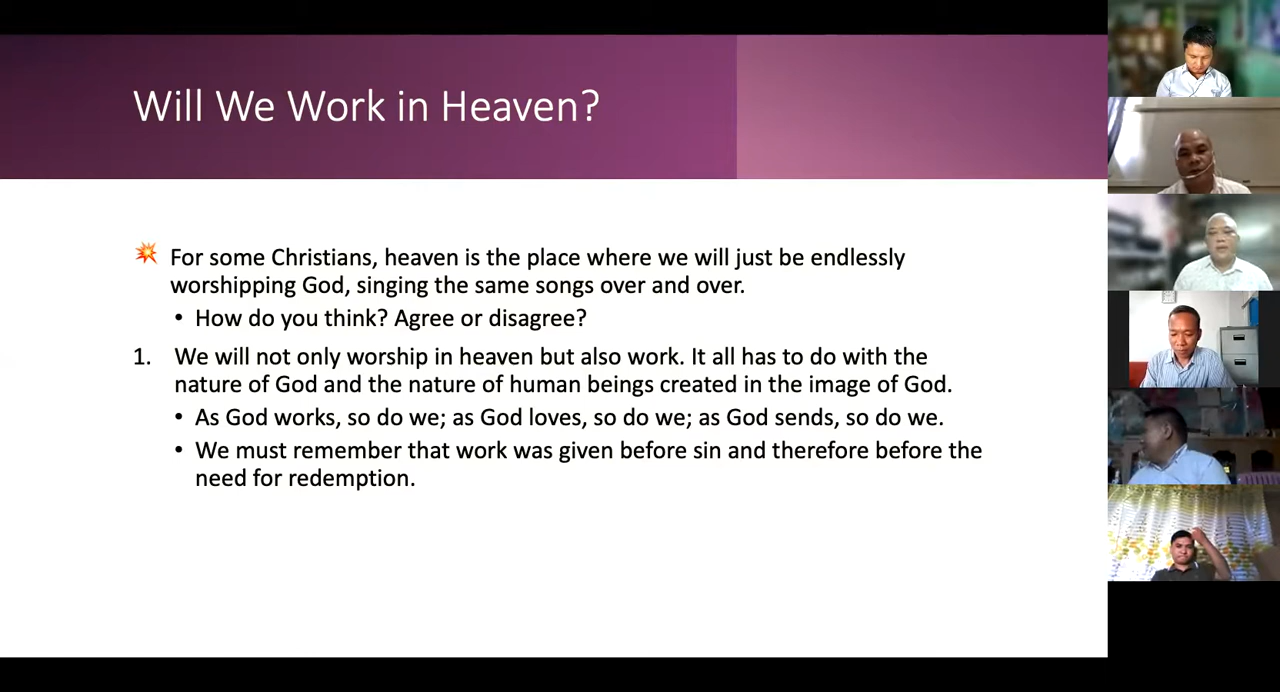 Will We Work in Heaven?
For some Christians, heaven is the place where we will just be endlessly
worshipping God, singing the same songs over and over.
• How do you think? Agree or disagree?
1. We will not only worship in heaven but also work. It all has to do with the
nature of God and the nature of human beings created in the image of God.
• As God works, so do we; as God loves, so do we; as God sends, so do we.
• We must remember that work was given before sin and therefore before the
need for redemption.